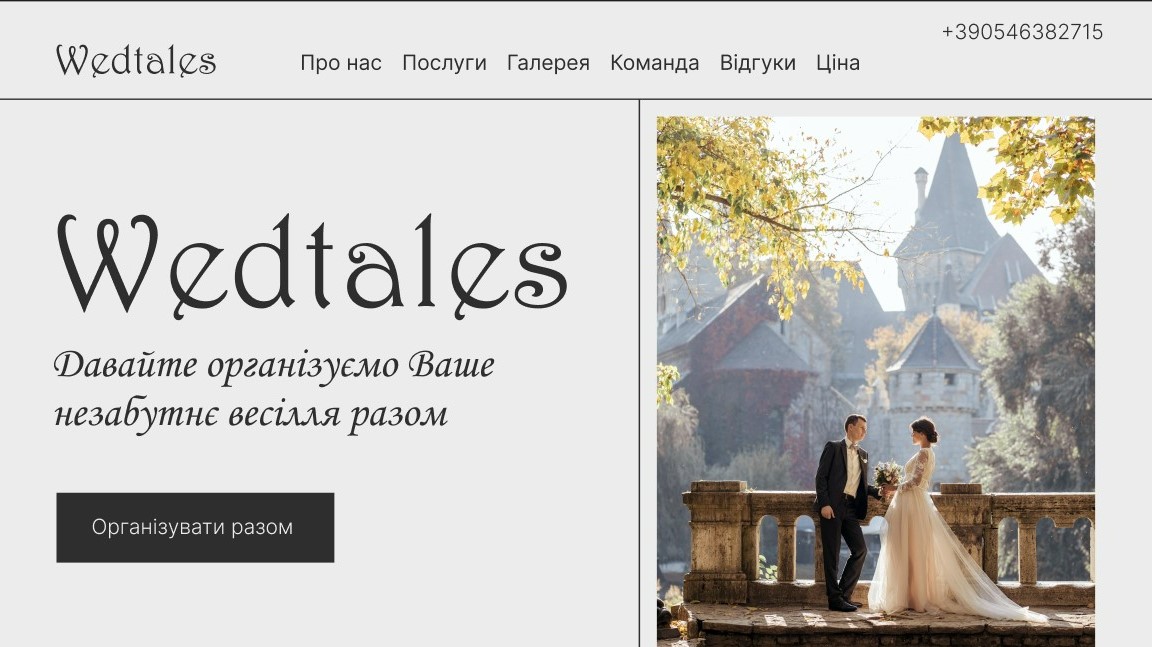 +390546382715
Wedtales
Про нас Послуги Галерея Команда Відгуки Ціна
Wedtales
Давайте організуємо Ваше
незабутнє весілля разом
Організувати разом